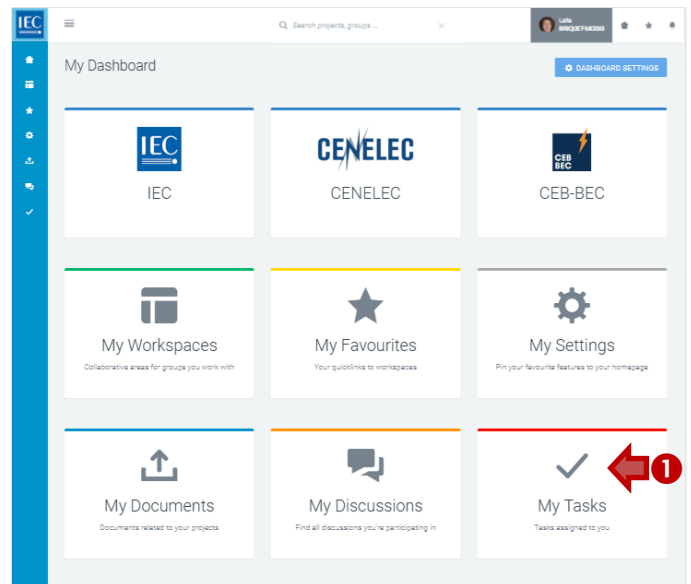 IEC
Search projects, groups ...
Leïla
BRIQUET-MOSIG
My Dashboard
DASHBOARD SETTINGS
IEC
CENELEC
CEB
BEC
IEC
CENELEC
CEB-BEC
My Workspaces
My Favourites
My Settings
Collaborative areas for groups you work with
Your quicklinks to workspaces
Pin your favourite features to your homepage
1
My Documents
My Discussions
My Tasks
Documents related to your projects
Find all discussions you're participating in
Tasks assigned to you